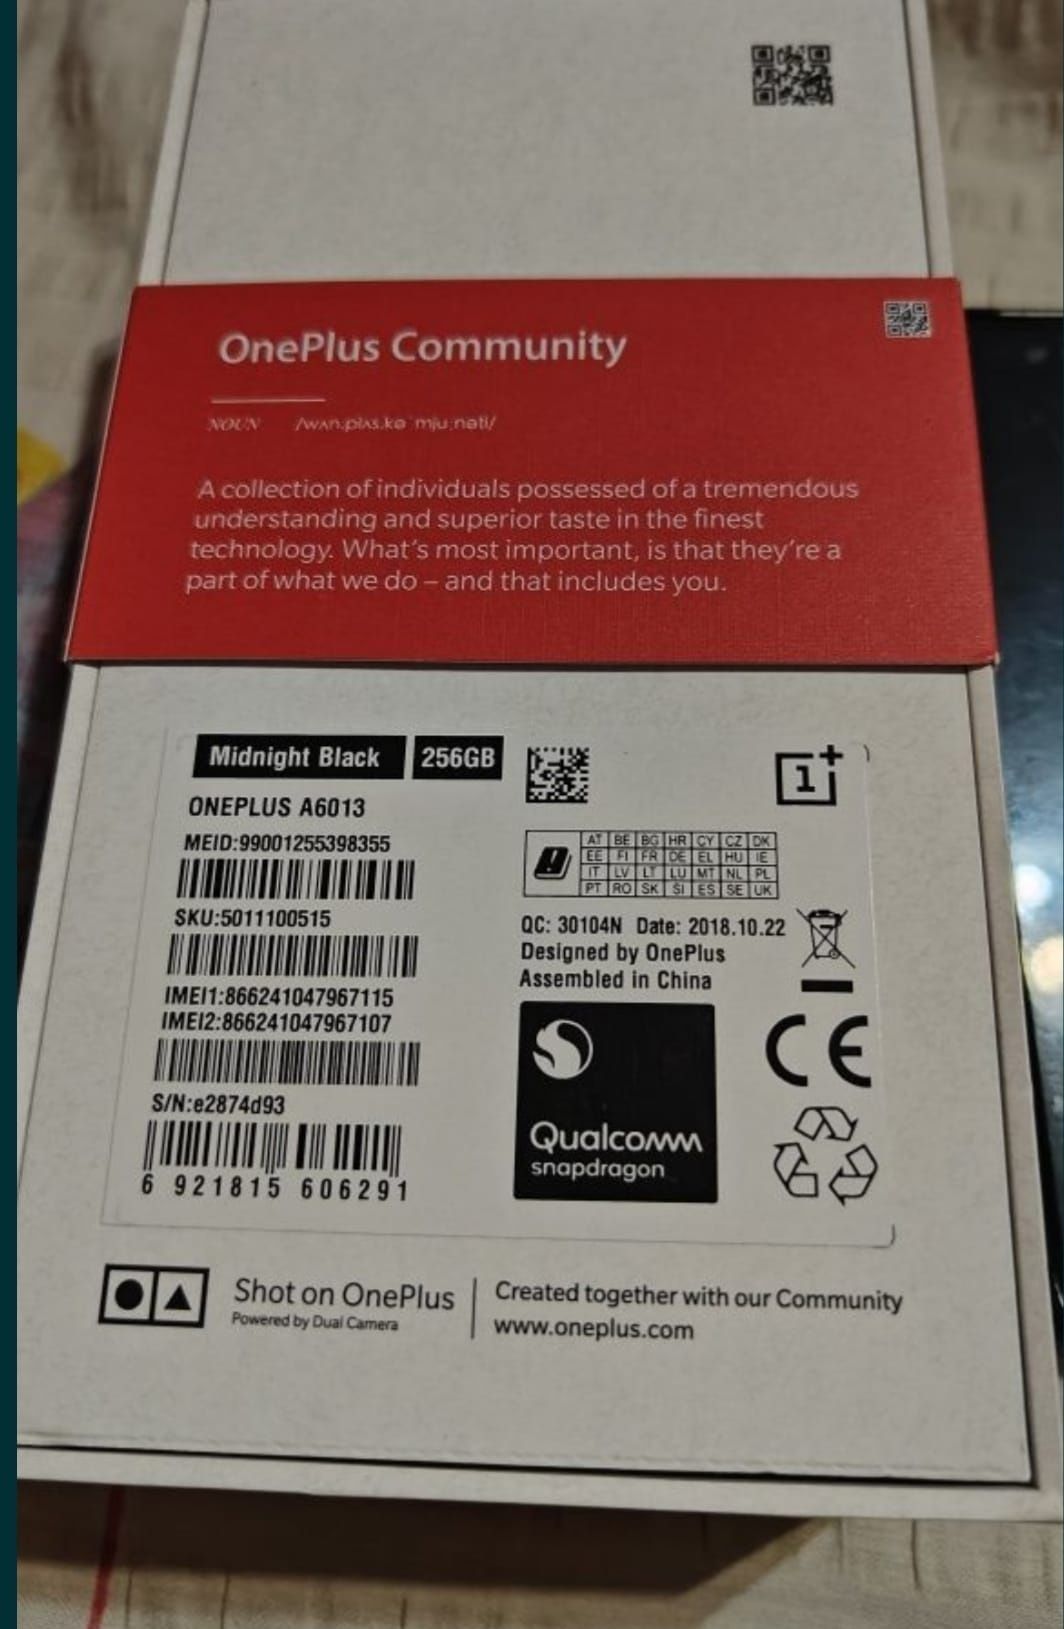 OnePlus Community
NOUN /wʌn.plʌs.kəˈmjuːnəti/
A collection of individuals possessed of a tremendous
understanding and superior taste in the finest
technology. What's most important, is that they're a
part of what we do – and that includes you.
Midnight Black 256GB
ONEPLUS A6013
MEID:99001255398355
SKU:5011100515
IMEI1:866241047967115
IMEI2:866241047967107
S/N:e2874d93
6 921815 606291
1+
AT BE BG HR CY CZ DK
EE FI FR DE EL HU IE
IT LV LT LU MT NL PL
PT RO SK SI ES SE UK
QC: 30104N Date: 2018.10.22
Designed by OnePlus
Assembled in China
Qualcomm
snapdragon
CE
Shot on OnePlus
Powered by Dual Camera
Created together with our Community
www.oneplus.com